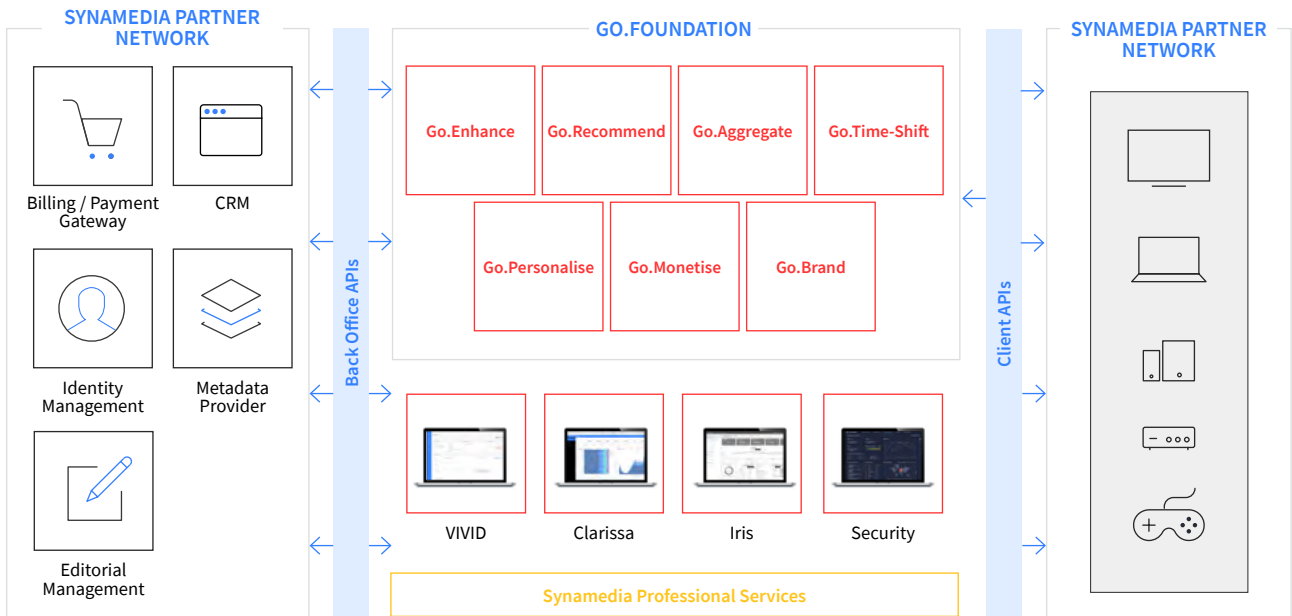 SYNAMEDIA PARTNER
NETWORK
Billing / Payment
Gateway
CRM
Identity
Management
Metadata
Provider
Editorial
Management
Back Office APIs
GO.FOUNDATION
Go.Enhance
Go.Recommend
Go.Aggregate
Go.Time-Shift
Go.Personalise
Go.Monetise
Go.Brand
VIVID
Clarissa
Iris
Security
Synamedia Professional Services
Client APIs
SYNAMEDIA PARTNER
NETWORK